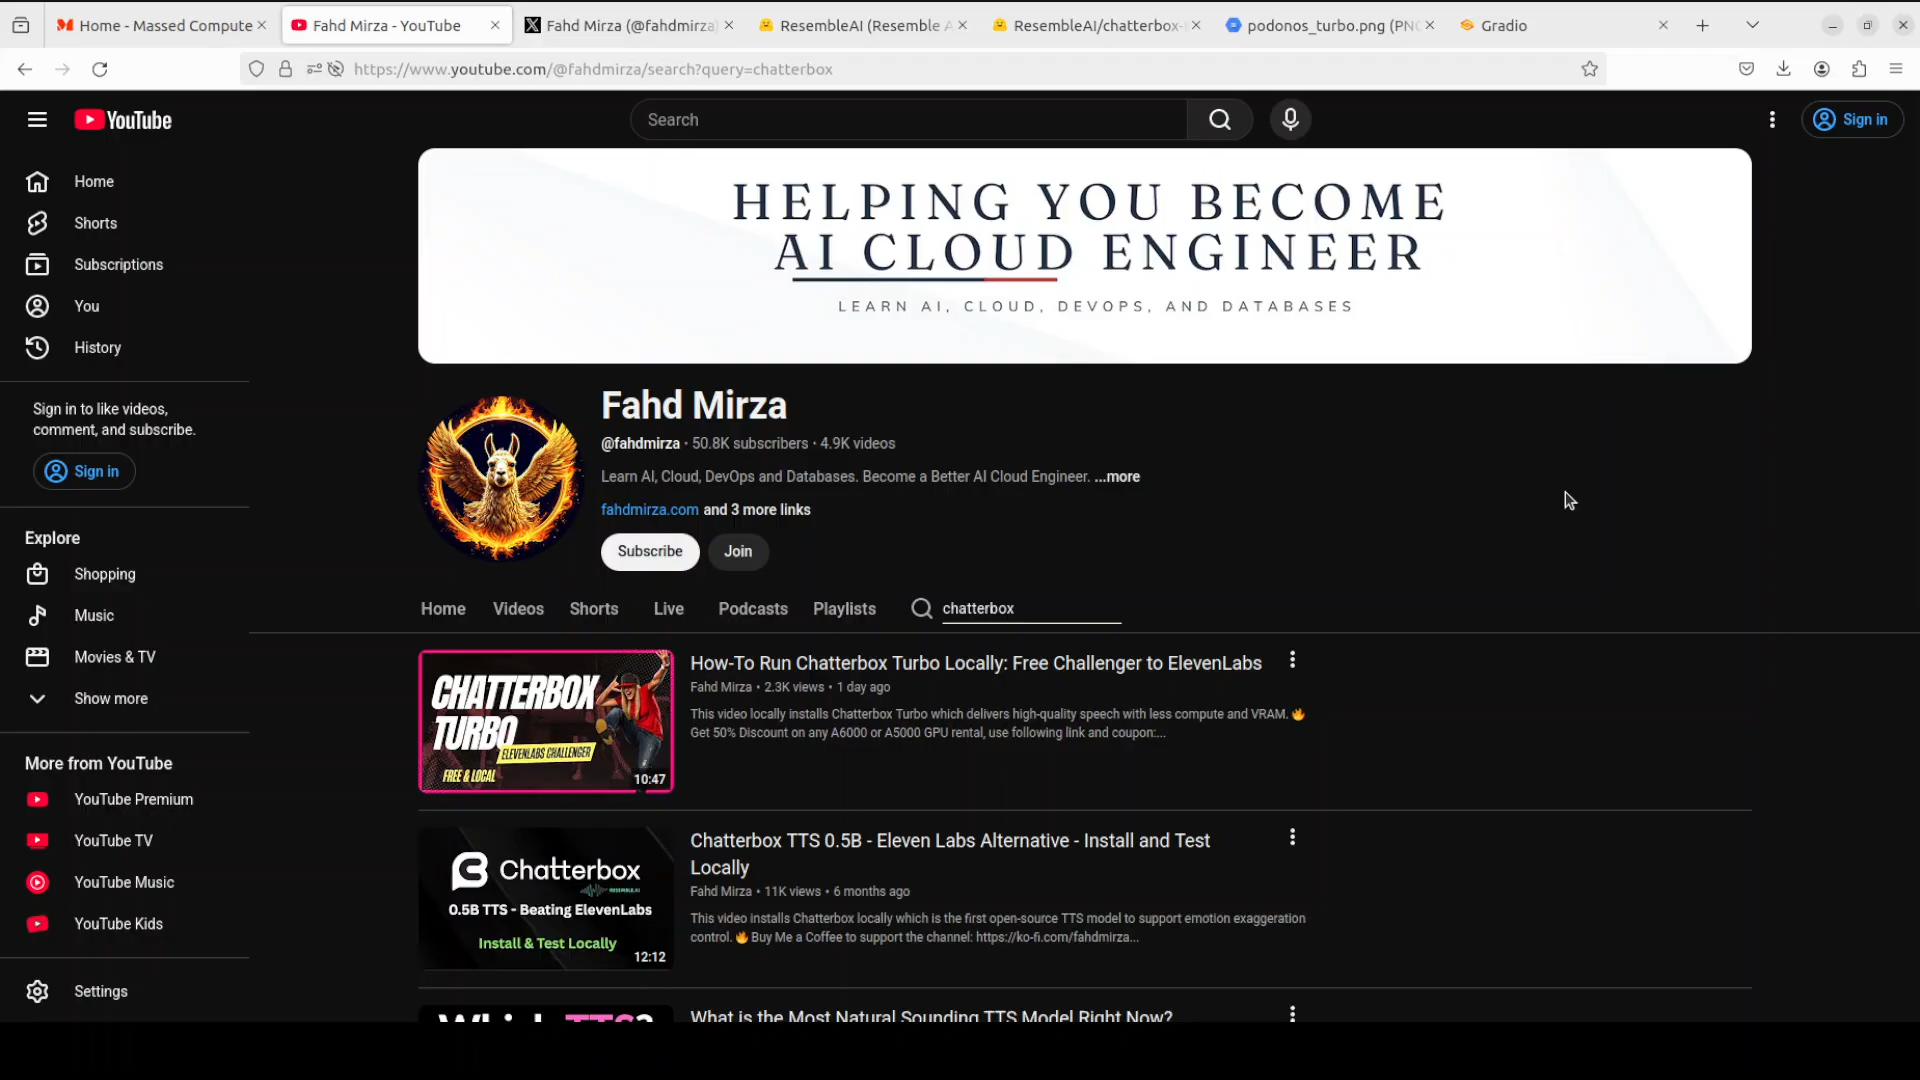 Home - Massed Compute
Fahd Mirza - YouTube
Fahd Mirza (@fahdmirza)
ResembleAI (Resemble A
ResembleAI/chatterbox-
podonos_turbo.png (PN
Gradio
https://www.youtube.com/@fahdmirza/search?query=chatterbox
YouTube
Search
Sign in
Home
Shorts
Subscriptions
You
History
Sign in to like videos,
comment, and subscribe.
Sign in
Explore
Shopping
Music
Movies & TV
Show more
More from YouTube
YouTube Premium
YouTube TV
YouTube Music
YouTube Kids
Settings
HELPING YOU BECOME
AI CLOUD ENGINEER
LEARN AI, CLOUD, DEVOPS, AND DATABASES
Fahd Mirza
@fahdmirza · 50.8K subscribers · 4.9K videos
Learn AI, Cloud, DevOps and Databases. Become a Better AI Cloud Engineer. ...more
fahdmirza.com and 3 more links
Subscribe
Join
Home Videos Shorts Live Podcasts Playlists chatterbox
CHATTERBOX
TURBO
ELEVENLABS CHALLENGER
FREE & LOCAL
10:47
How-To Run Chatterbox Turbo Locally: Free Challenger to ElevenLabs
Fahd Mirza • 2.3K views • 1 day ago
This video locally installs Chatterbox Turbo which delivers high-quality speech with less compute and VRAM. 🔥
Get 50% Discount on any A6000 or A5000 GPU rental, use following link and coupon:...
Chatterbox
RESEMBLE.AI
0.5B TTS - Beating ElevenLabs
Install & Test Locally
12:12
Chatterbox TTS 0.5B - Eleven Labs Alternative - Install and Test
Locally
Fahd Mirza • 11K views • 6 months ago
This video installs Chatterbox locally which is the first open-source TTS model to support emotion exaggeration
control. 🔥 Buy Me a Coffee to support the channel: https://ko-fi.com/fahdmirza...
Which TTS?
What is the Most Natural Sounding TTS Model Right Now?